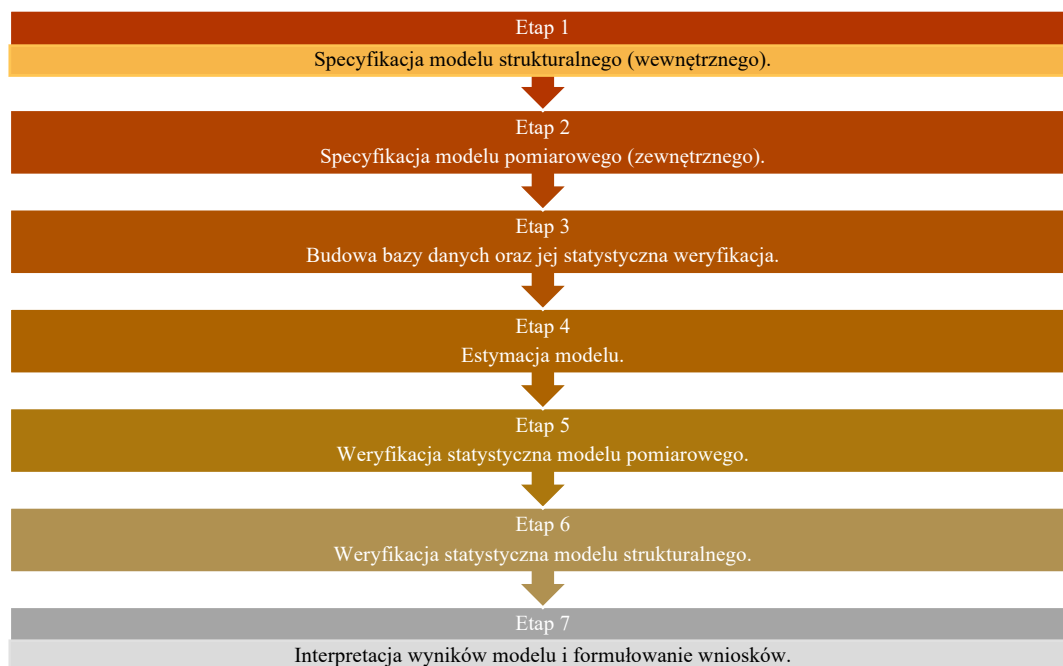 Etap 1
Specyfikacja modelu strukturalnego (wewnętrznego).
Etap 2
Specyfikacja modelu pomiarowego (zewnętrznego).
Etap 3
Budowa bazy danych oraz jej statystyczna weryfikacja.
Etap 4
Estymacja modelu.
Etap 5
Weryfikacja statystyczna modelu pomiarowego.
Etap 6
Weryfikacja statystyczna modelu strukturalnego.
Etap 7
Interpretacja wyników modelu i formułowanie wniosków.